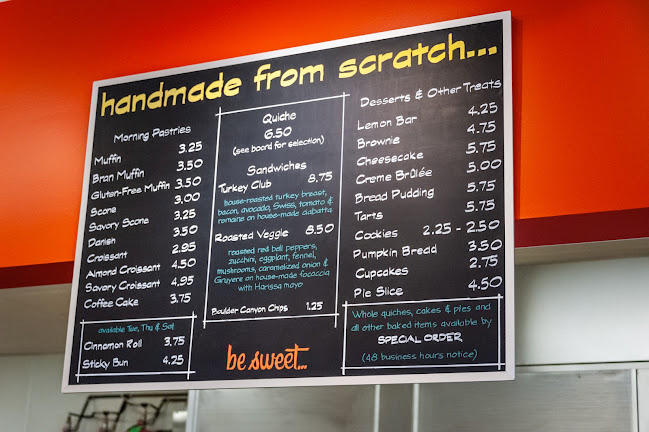 handmade from scratch...
Morning Pastries
Muffin 3.25
Bran Muffin 3.50
Gluten-Free Muffin 3.50
Scone 3.00
Savory Scone 3.25
Danish 3.50
Croissant 2.95
Almond Croissant 4.50
Savory Croissant 4.95
Coffee Cake 3.75
available Tue, Thu & Sat
Cinnamon Roll 3.75
Sticky Bun 4.25
Quiche
6.50
(see board for selection)
Sandwiches
Turkey Club 8.75
house-roasted turkey breast,
bacon, avocado, Swiss, tomato &
romaine on house-made ciabatta
Roasted Veggie 8.50
roasted red bell peppers,
zucchini, eggplant, fennel,
mushrooms, caramelized onion &
Gruyere on house-made focaccia
with Harissa mayo
Boulder Canyon Chips 1.25
be sweet...
Desserts & Other Treats
Lemon Bar 4.25
Brownie 4.75
Cheesecake 5.75
Creme Brûlée 5.00
Bread Pudding 5.75
Tarts 5.75
Cookies 2.25 - 2.50
Pumpkin Bread 3.50
Cupcakes 2.75
Pie Slice 4.50
Whole quiches, cakes & pies and
all other baked items available by
SPECIAL ORDER
(48 business hours notice)